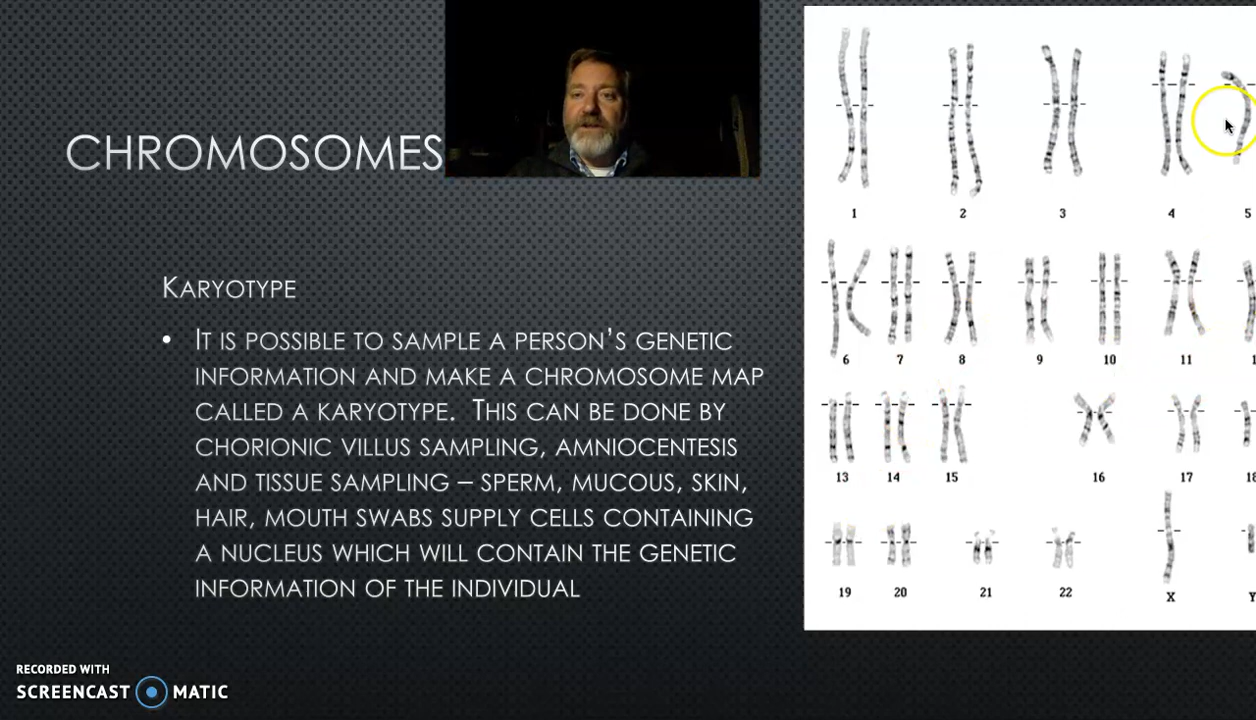 CHROMOSOMES
KARYOTYPE
• IT IS POSSIBLE TO SAMPLE A PERSON'S GENETIC
INFORMATION AND MAKE A CHROMOSOME MAP
CALLED A KARYOTYPE. THIS CAN BE DONE BY
CHORIONIC VILLUS SAMPLING, AMNIOCENTESIS
AND TISSUE SAMPLING – SPERM, MUCOUS, SKIN,
HAIR, MOUTH SWABS SUPPLY CELLS CONTAINING
A NUCLEUS WHICH WILL CONTAIN THE GENETIC
INFORMATION OF THE INDIVIDUAL
1 2 3 4 5
6 7 8 9 10 11
13 14 15 16 17 18
19 20 21 22 X Y
RECORDED WITH
SCREENCAST MATIC